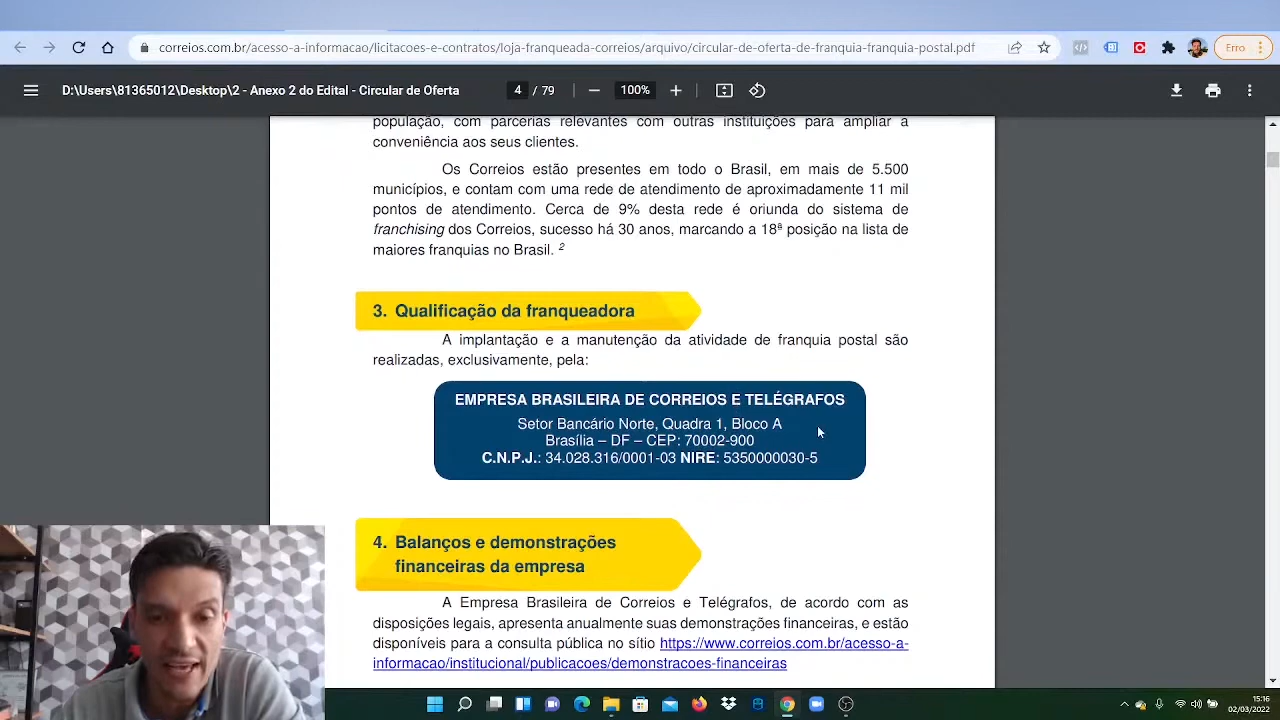 correios.com.br/acesso-a-informacao/licitacoes-e-contratos/loja-franqueada-correios/arquivo/circular-de-oferta-de-franquia-franquia-postal.pdf
Erro
D:\Users\81365012\Desktop\2 - Anexo 2 do Edital - Circular de Oferta
4 / 79
100%
população, com parcerias relevantes com outras instituições para ampliar a
conveniência aos seus clientes.
Os Correios estão presentes em todo o Brasil, em mais de 5.500
municípios, e contam com uma rede de atendimento de aproximadamente 11 mil
pontos de atendimento. Cerca de 9% desta rede é oriunda do sistema de
franchising dos Correios, sucesso há 30 anos, marcando a 18ª posição na lista de
maiores franquias no Brasil. 2
3. Qualificação da franqueadora
A implantação e a manutenção da atividade de franquia postal são
realizadas, exclusivamente, pela:
EMPRESA BRASILEIRA DE CORREIOS E TELÉGRAFOS
Setor Bancário Norte, Quadra 1, Bloco A
Brasília – DF – CEP: 70002-900
C.N.P.J.: 34.028.316/0001-03 NIRE: 5350000030-5
4. Balanços e demonstrações
financeiras da empresa
A Empresa Brasileira de Correios e Telégrafos, de acordo com as
disposições legais, apresenta anualmente suas demonstrações financeiras, e estão
disponíveis para a consulta pública no sítio https://www.correios.com.br/acesso-a-
informacao/institucional/publicacoes/demonstracoes-financeiras
15:16
02/03/2022